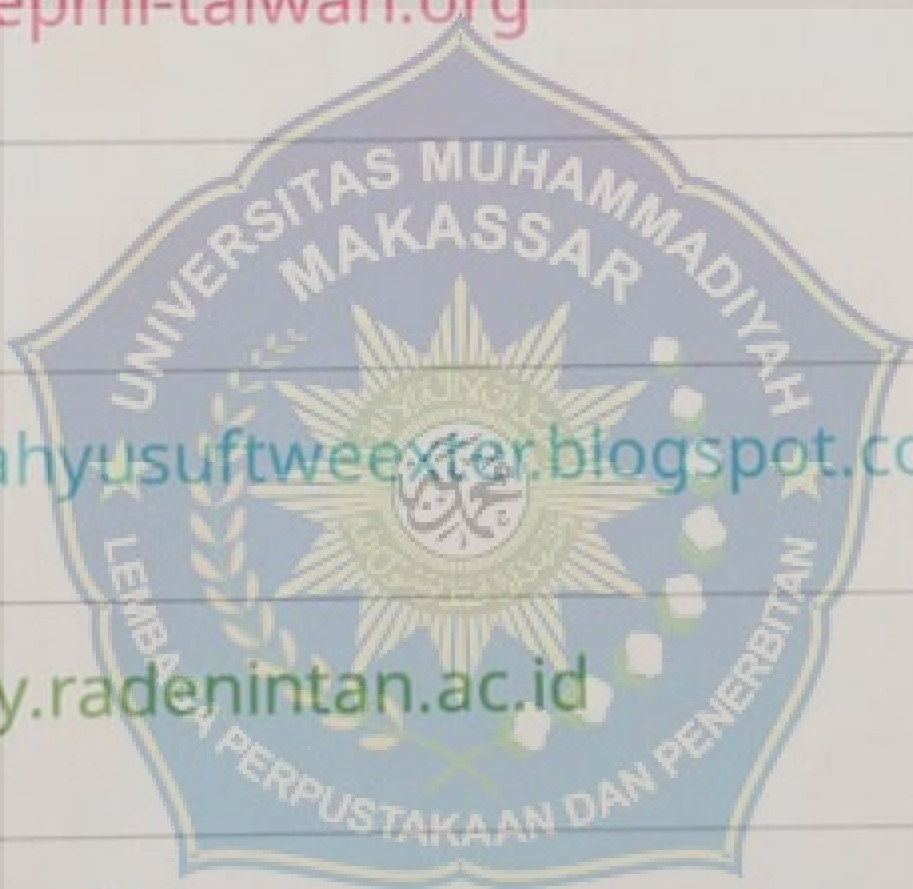 epmi-taiwan.org
UNIVERSITAS MUHAMMADIYAH
MAKASSAR
ahyusuftweexter.blogspot.co
LEMBAGA PERPUSTAKAAN DAN PENERBITAN
y.radenintan.ac.id